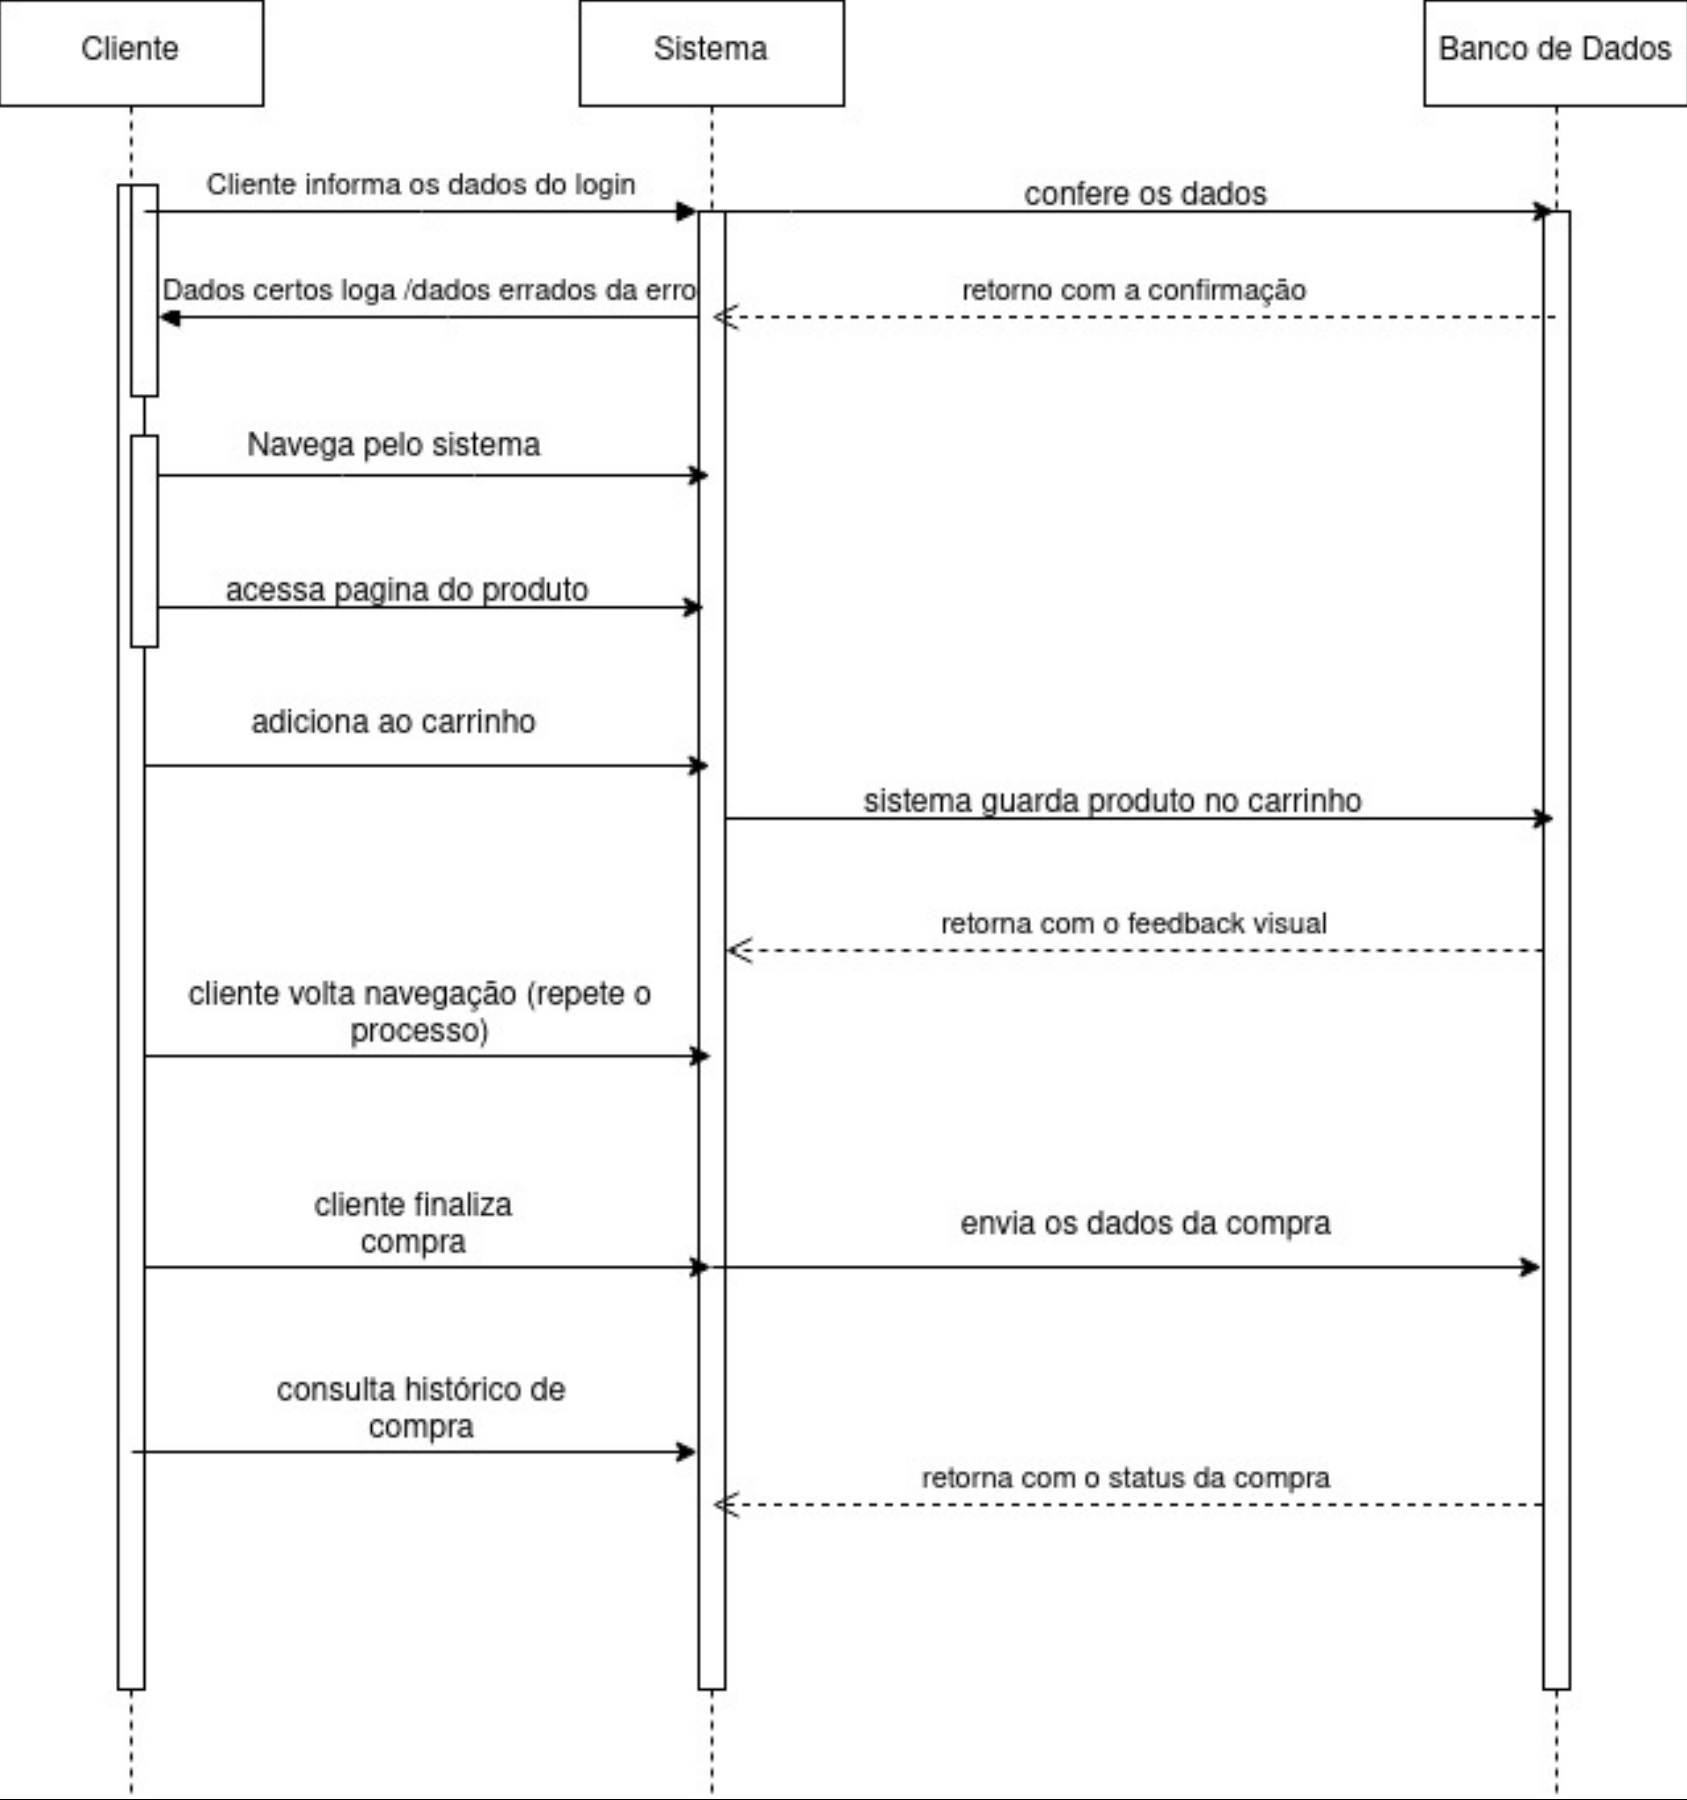 Cliente
Sistema
Banco de Dados
Cliente informa os dados do login
confere os dados
Dados certos loga /dados errados da erro
retorno com a confirmação
Navega pelo sistema
acessa pagina do produto
adiciona ao carrinho
sistema guarda produto no carrinho
retorna com o feedback visual
cliente volta navegação (repete o
processo)
cliente finaliza
compra
envia os dados da compra
consulta histórico de
compra
retorna com o status da compra